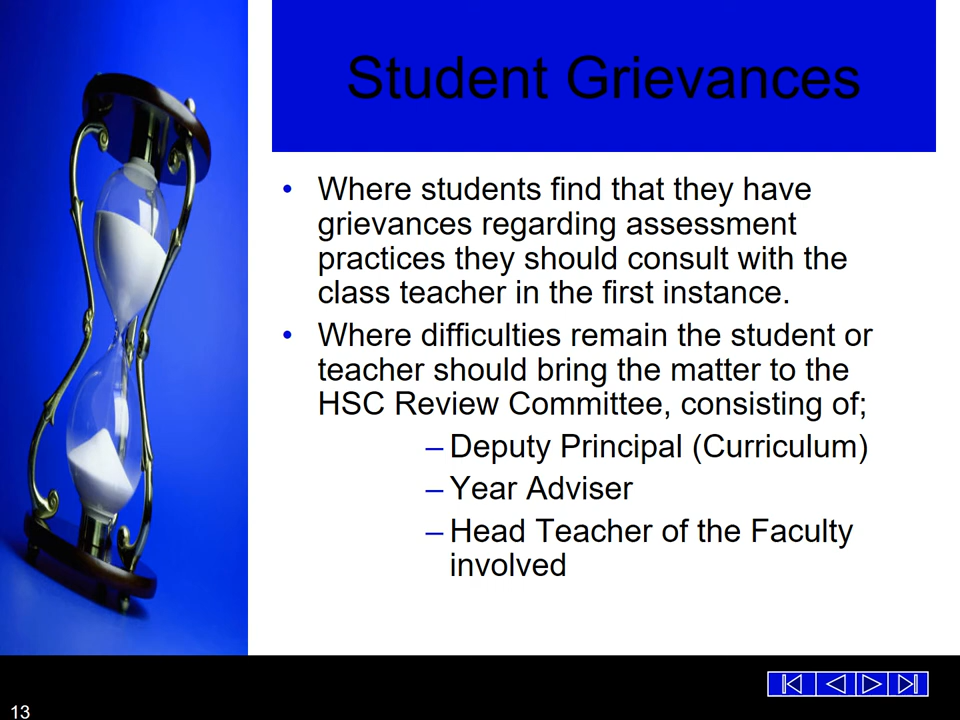 Student Grievances
• Where students find that they have
grievances regarding assessment
practices they should consult with the
class teacher in the first instance.
• Where difficulties remain the student or
teacher should bring the matter to the
HSC Review Committee, consisting of;
– Deputy Principal (Curriculum)
– Year Adviser
– Head Teacher of the Faculty
involved
13